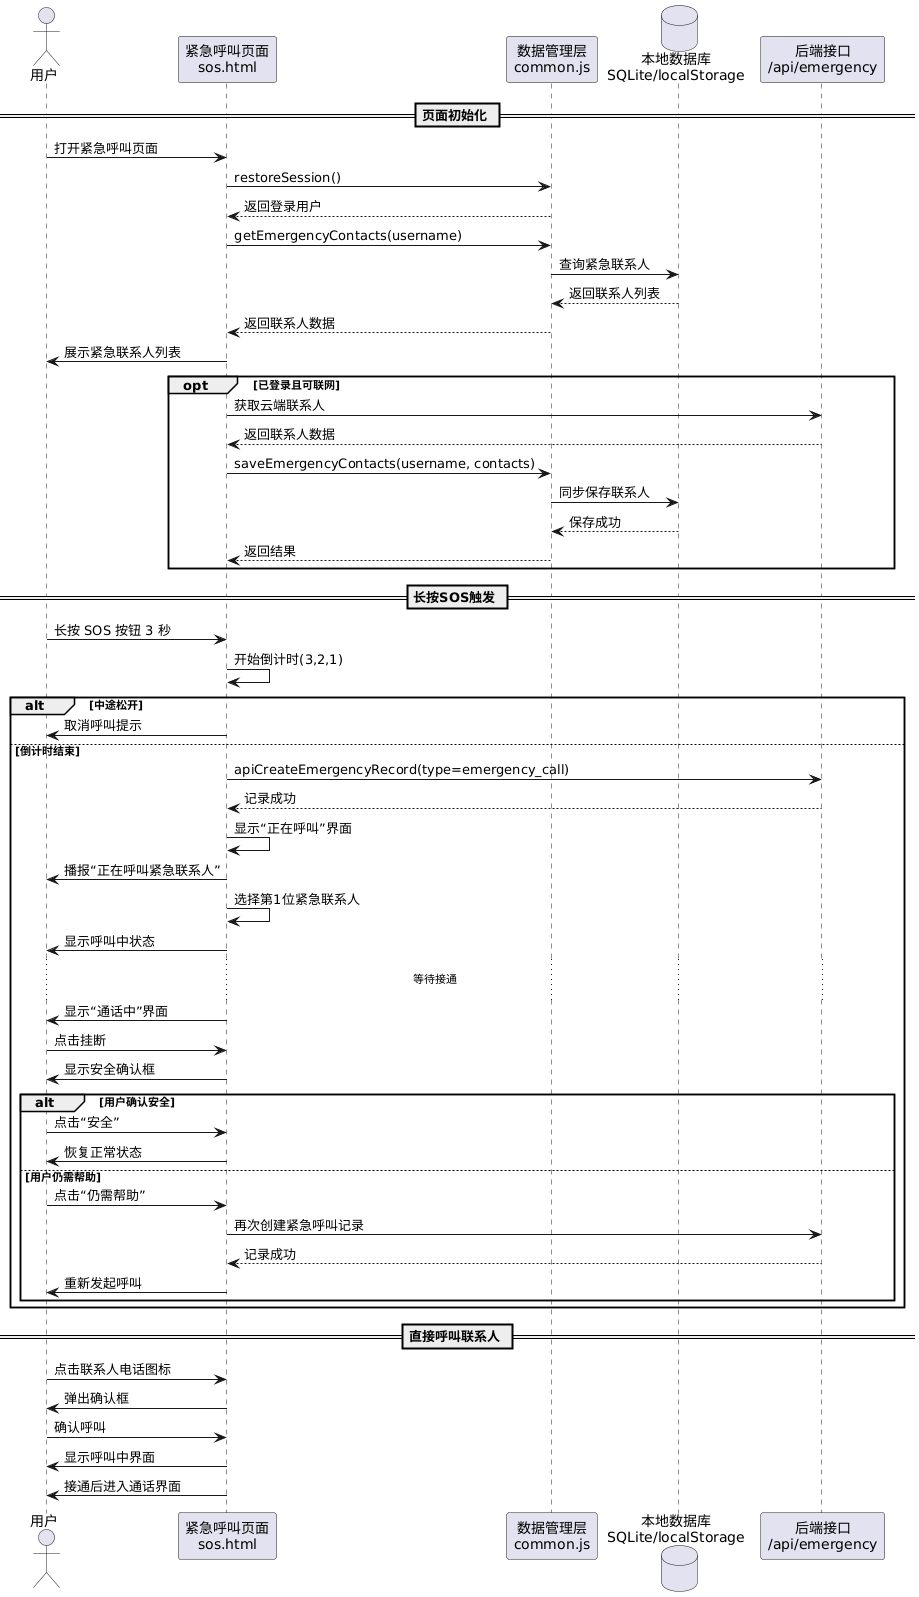 用户
紧急呼叫页面
sos.html
数据管理层
common.js
本地数据库
SQLite/localStorage
后端接口
/api/emergency
页面初始化
打开紧急呼叫页面
restoreSession()
返回登录用户
getEmergencyContacts(username)
查询紧急联系人
返回联系人列表
返回联系人数据
展示紧急联系人列表
opt [已登录且可联网]
获取云端联系人
返回联系人数据
saveEmergencyContacts(username, contacts)
同步保存联系人
保存成功
返回结果
长按SOS触发
长按 SOS 按钮 3 秒
开始倒计时(3,2,1)
alt [中途松开]
取消呼叫提示
[倒计时结束]
apiCreateEmergencyRecord(type=emergency_call)
记录成功
显示“正在呼叫”界面
播报“正在呼叫紧急联系人”
选择第1位紧急联系人
显示呼叫中状态
等待接通
显示“通话中”界面
点击挂断
显示安全确认框
alt [用户确认安全]
点击“安全”
恢复正常状态
[用户仍需帮助]
点击“仍需帮助”
再次创建紧急呼叫记录
记录成功
重新发起呼叫
直接呼叫联系人
点击联系人电话图标
弹出确认框
确认呼叫
显示呼叫中界面
接通后进入通话界面
用户
紧急呼叫页面
sos.html
数据管理层
common.js
本地数据库
SQLite/localStorage
后端接口
/api/emergency